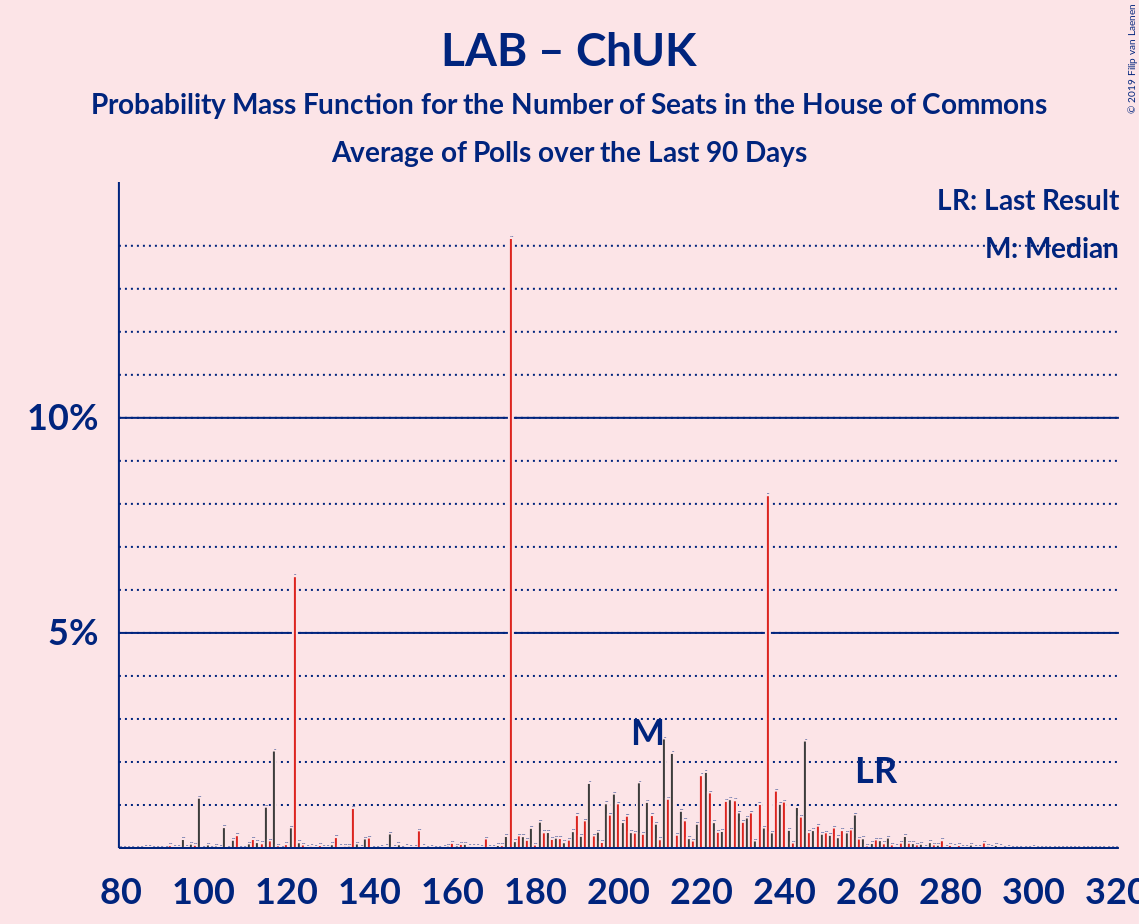 LAB – ChUK
Probability Mass Function for the Number of Seats in the House of Commons
Average of Polls over the Last 90 Days
© 2019 Filip van Laenen
LR: Last Result
M: Median
10%
5%
M
LR
80 100 120 140 160 180 200 220 240 260 280 300 320